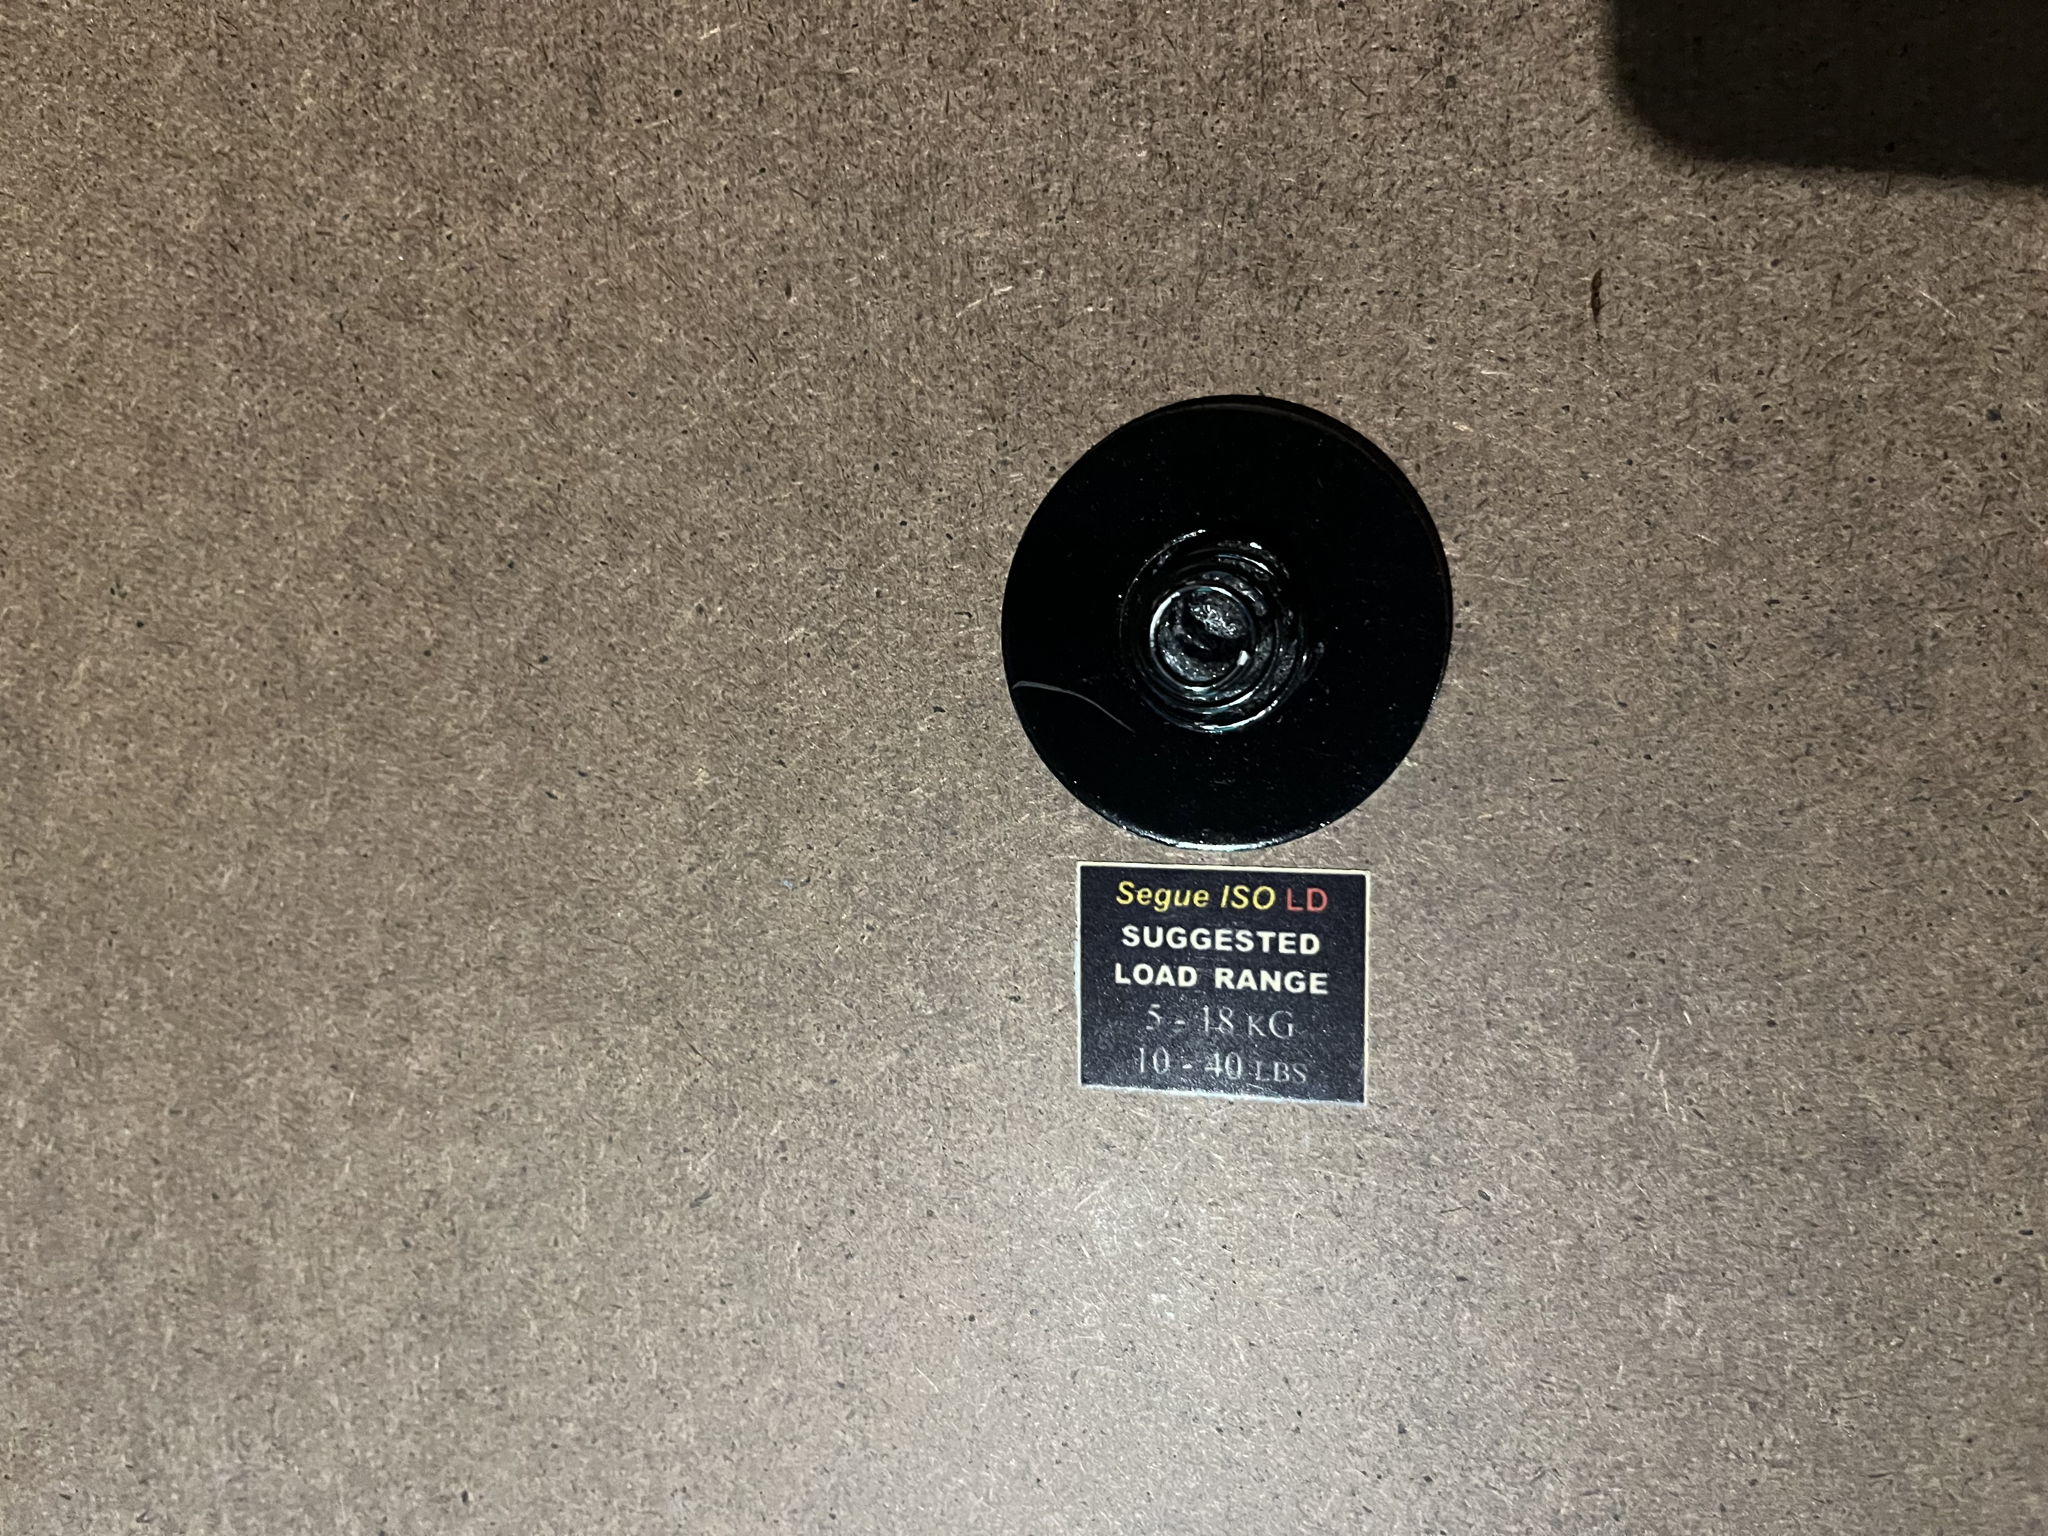 Segue ISO LD
SUGGESTED
LOAD RANGE
5 - 18 KG
10 - 40 LBS